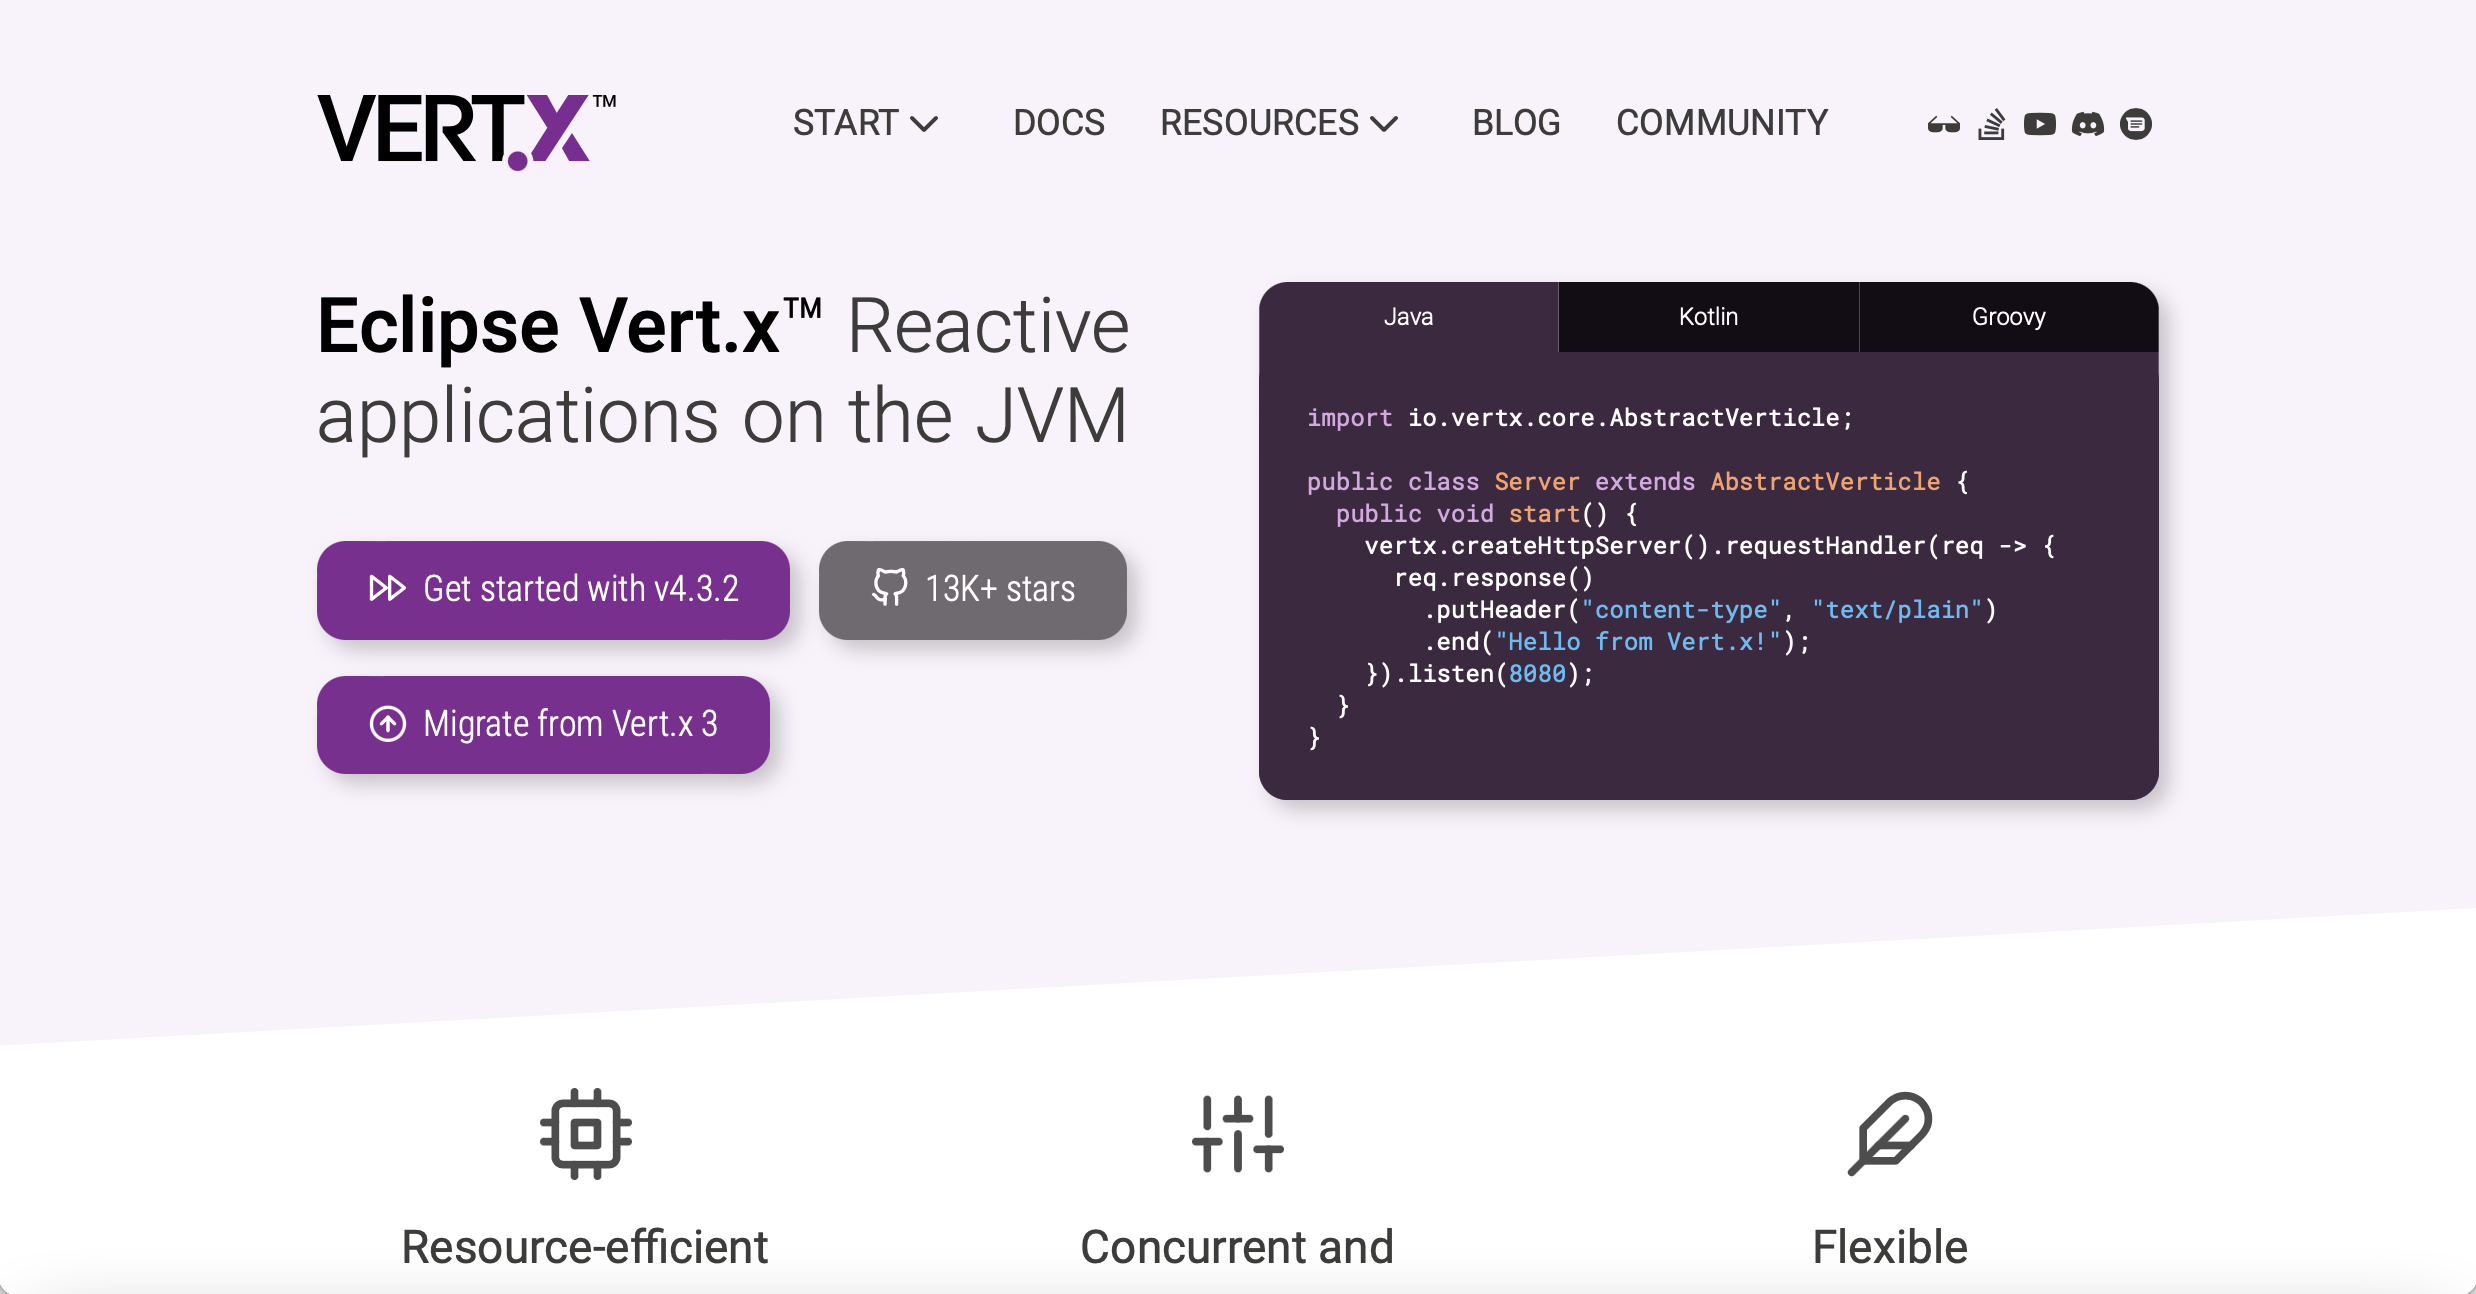 VERT.X™
START
DOCS
RESOURCES
BLOG
COMMUNITY
Eclipse Vert.x™ Reactive
applications on the JVM
Get started with v4.3.2
13K+ stars
Migrate from Vert.x 3
Java
Kotlin
Groovy
import io.vertx.core.AbstractVerticle;
public class Server extends AbstractVerticle {
  public void start() {
    vertx.createHttpServer().requestHandler(req -> {
      req.response()
        .putHeader("content-type", "text/plain")
        .end("Hello from Vert.x!");
    }).listen(8080);
  }
}
Resource-efficient
Concurrent and
Flexible